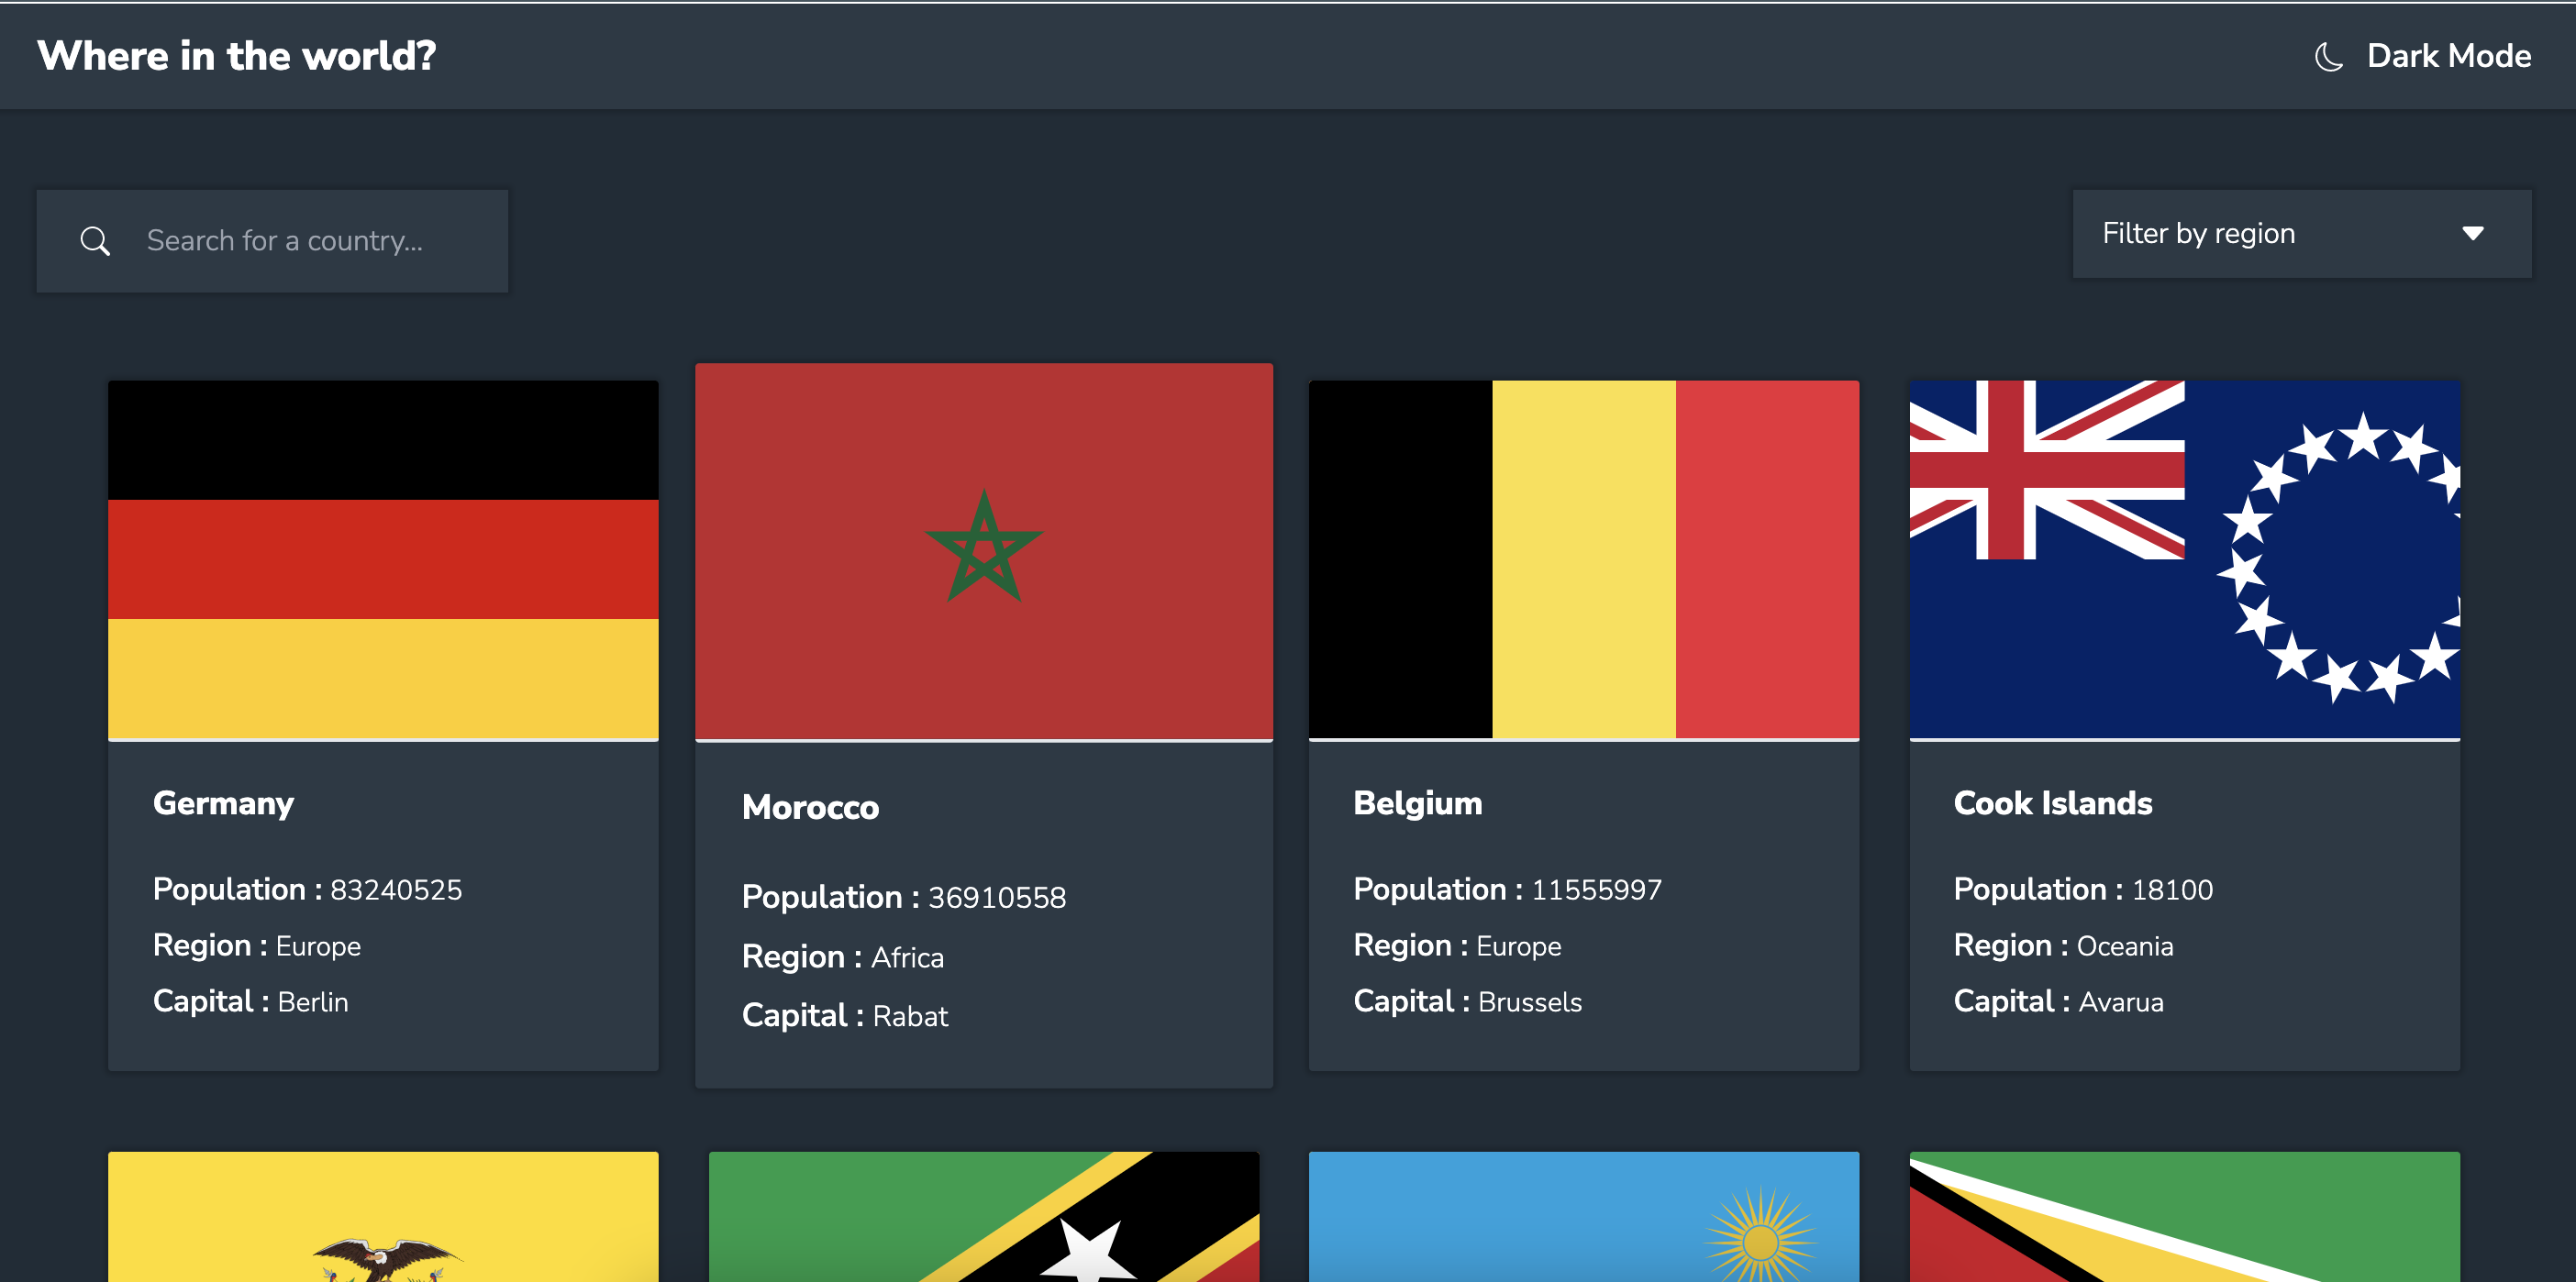 Where in the world?
Dark Mode
Search for a country...
Filter by region
Germany
Population : 83240525
Region : Europe
Capital : Berlin
Morocco
Population : 36910558
Region : Africa
Capital : Rabat
Belgium
Population : 11555997
Region : Europe
Capital : Brussels
Cook Islands
Population : 18100
Region : Oceania
Capital : Avarua